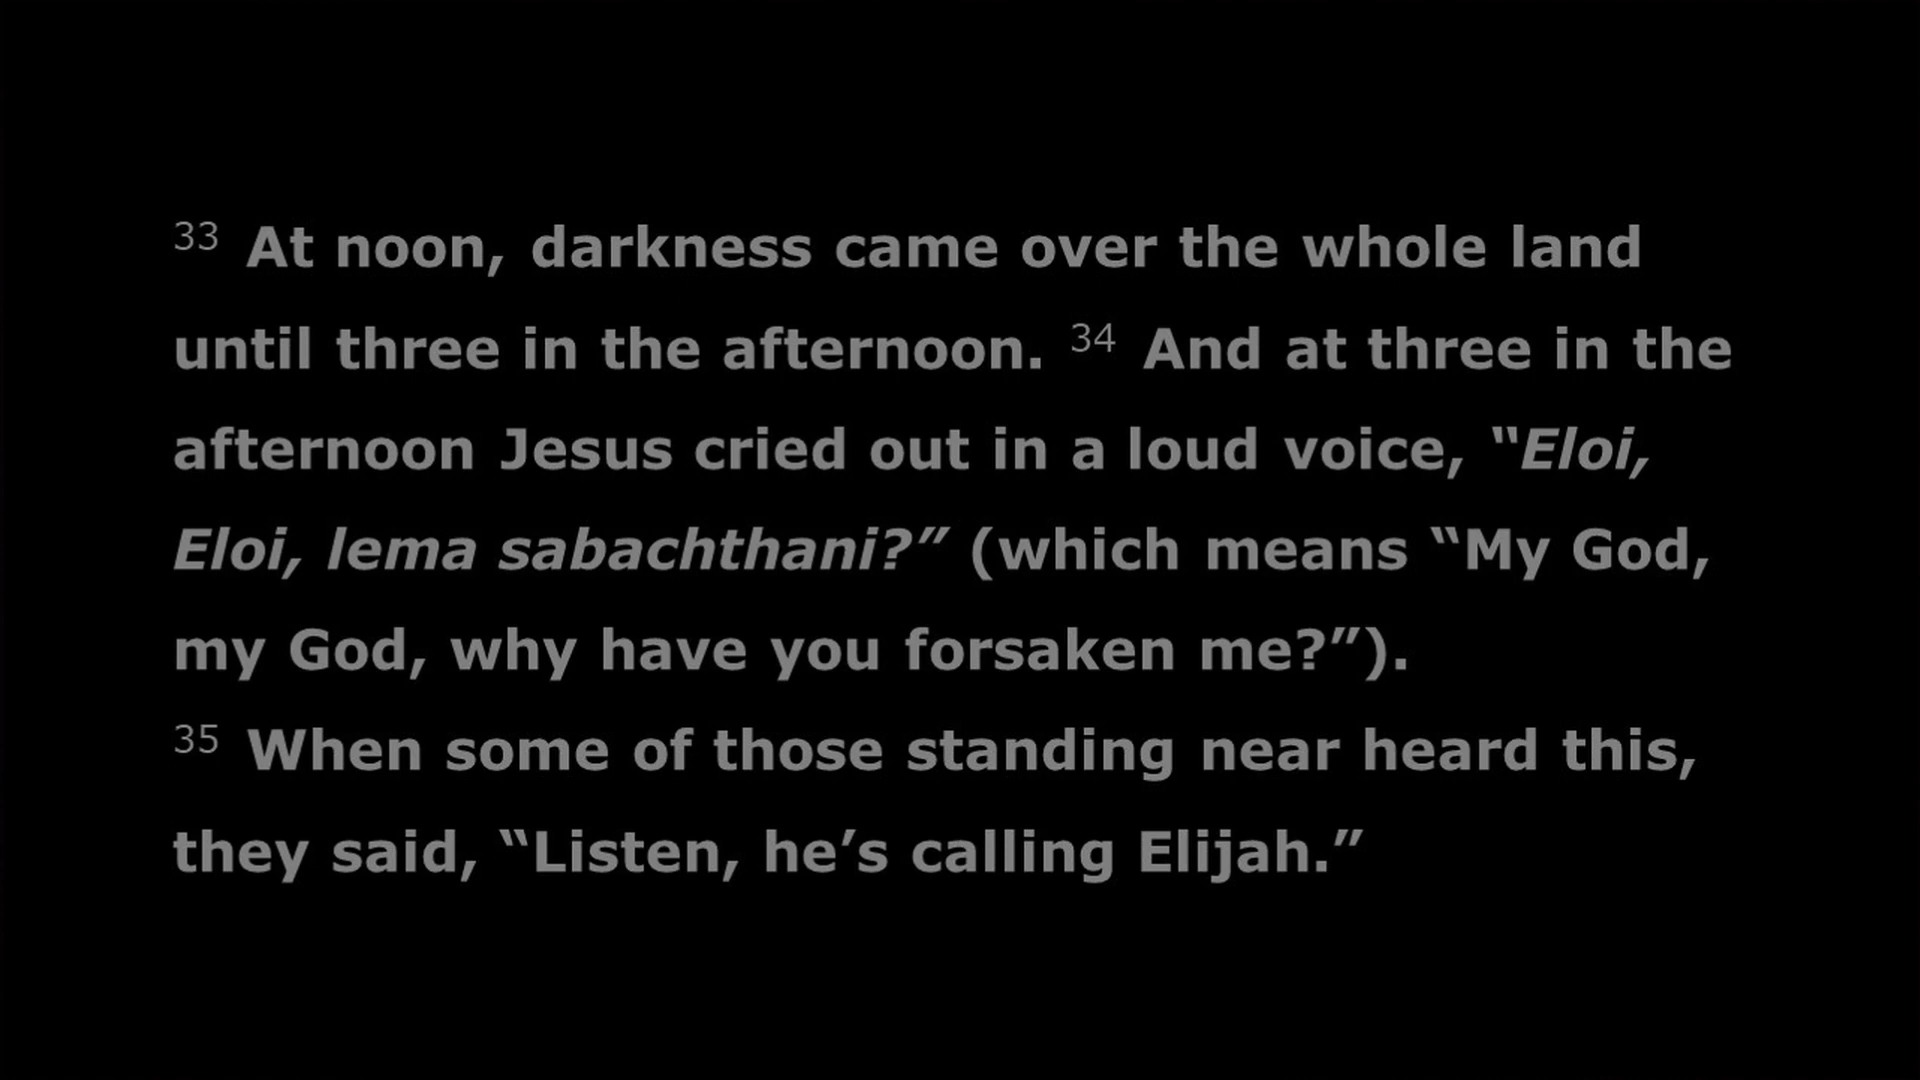 33 At noon, darkness came over the whole land
until three in the afternoon. 34 And at three in the
afternoon Jesus cried out in a loud voice, “Eloi,
Eloi, lema sabachthani?” (which means “My God,
my God, why have you forsaken me?”).
35 When some of those standing near heard this,
they said, “Listen, he’s calling Elijah.”